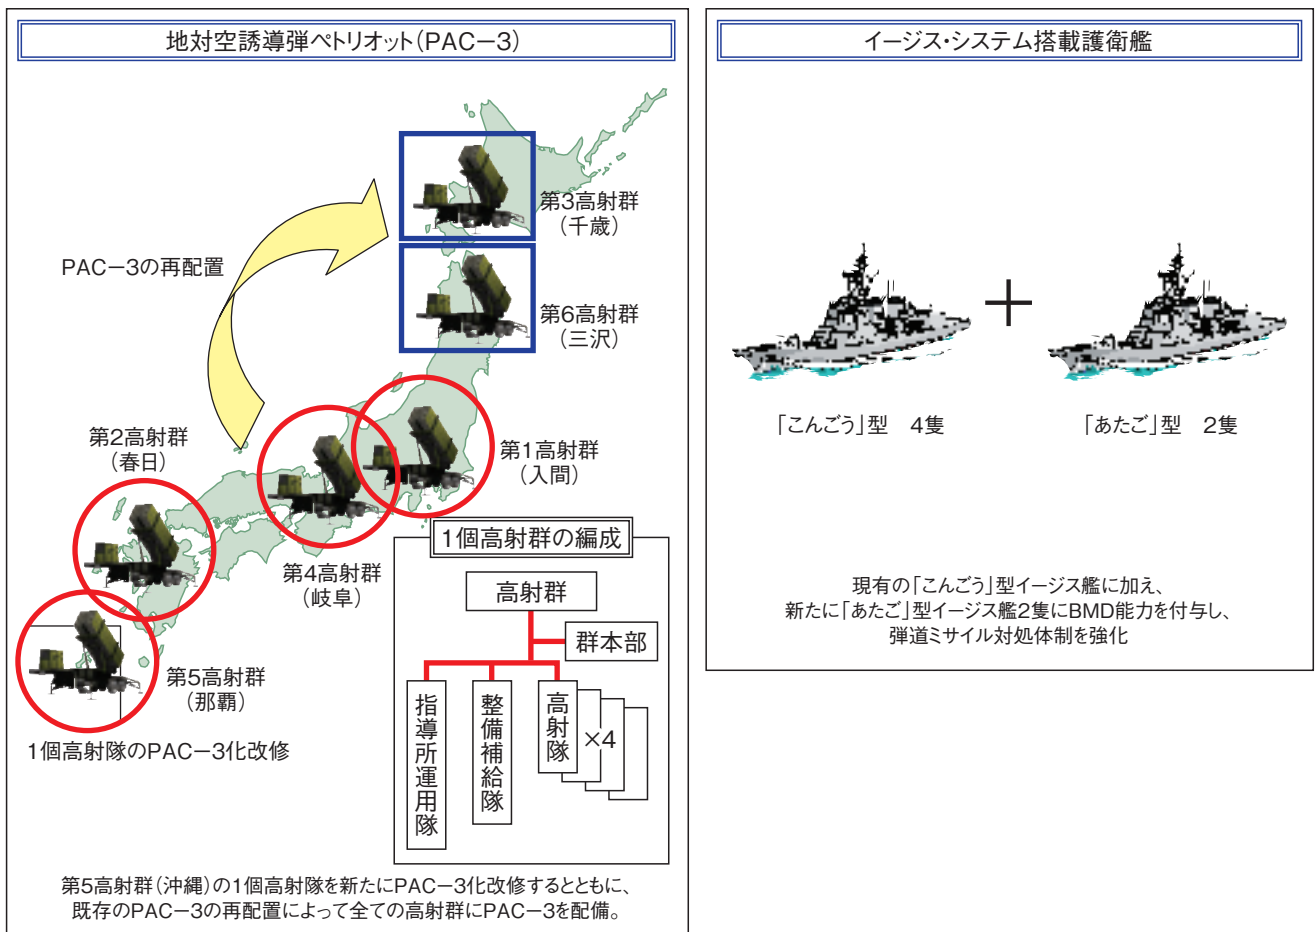 地対空誘導弾ペトリオット(PAC－3)
第3高射群
(千歳)
PAC－3の再配置
第6高射群
(三沢)
第2高射群
(春日)
第1高射群
(入間)
第4高射群
(岐阜)
第5高射群
(那覇)
1個高射隊のPAC－3化改修
1個高射群の編成
高射群
群本部
指導所運用隊
整備補給隊
高射隊
×4
第5高射群(沖縄)の1個高射隊を新たにPAC－3化改修するとともに、
既存のPAC－3の再配置によって全ての高射群にPAC－3を配備。
イージス・システム搭載護衛艦
＋
「こんごう」型　4隻
「あたご」型　2隻
現有の「こんごう」型イージス艦に加え、
新たに「あたご」型イージス艦2隻にBMD能力を付与し、
弾道ミサイル対処体制を強化